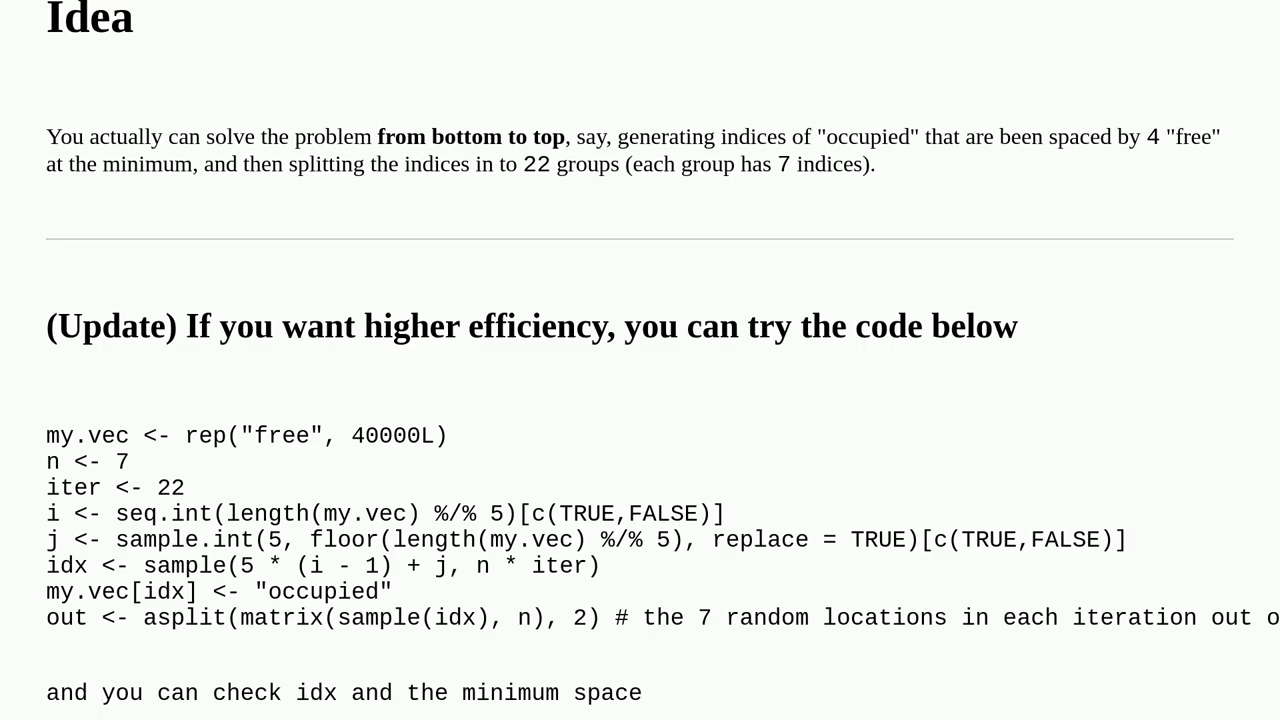 Idea
You actually can solve the problem from bottom to top, say, generating indices of "occupied" that are been spaced by 4 "free"
at the minimum, and then splitting the indices in to 22 groups (each group has 7 indices).
(Update) If you want higher efficiency, you can try the code below
my.vec <- rep("free", 40000L)
n <- 7
iter <- 22
i <- seq.int(length(my.vec) %/% 5)[c(TRUE,FALSE)]
j <- sample.int(5, floor(length(my.vec) %/% 5), replace = TRUE)[c(TRUE,FALSE)]
idx <- sample(5 * (i - 1) + j, n * iter)
my.vec[idx] <- "occupied"
out <- asplit(matrix(sample(idx), n), 2) # the 7 random locations in each iteration out
and you can check idx and the minimum space